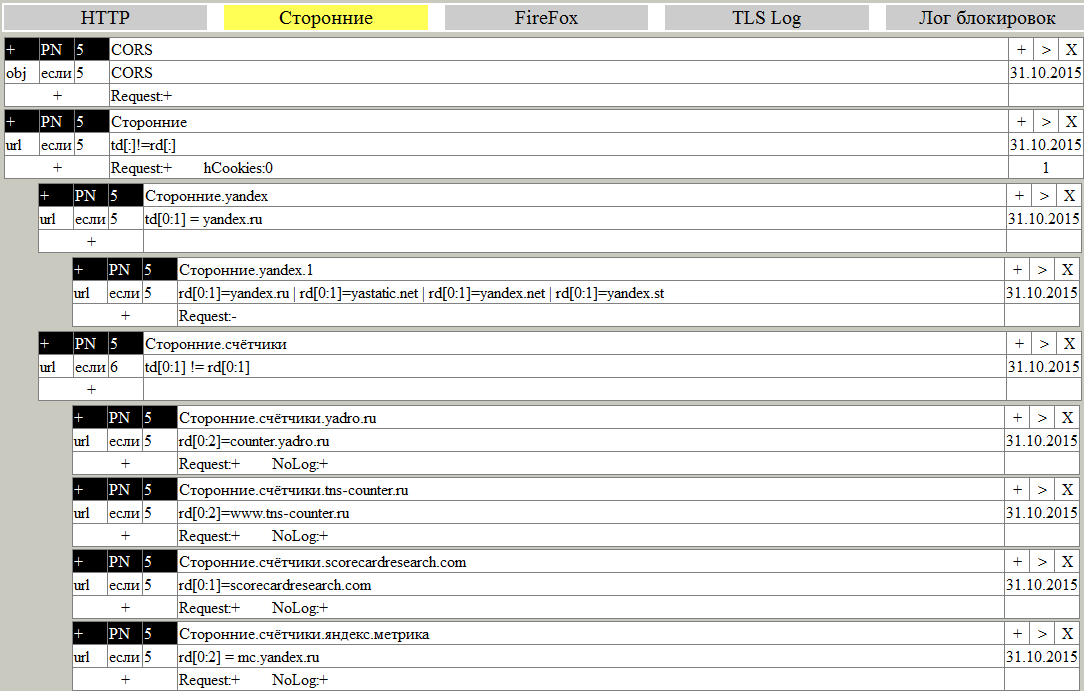 HTTP Сторонние FireFox TLS Log Лог блокировок
+ PN 5 CORS + > X
obj если 5 CORS 31.10.2015
+ Request:+
+ PN 5 Сторонние + > X
url если 5 td[:]!=rd[:] 31.10.2015
+ Request:+ hCookies:0 1
+ PN 5 Сторонние.yandex + > X
url если 5 td[0:1] = yandex.ru 31.10.2015
+
+ PN 5 Сторонние.yandex.1 + > X
url если 5 rd[0:1]=yandex.ru | rd[0:1]=yastatic.net | rd[0:1]=yandex.net | rd[0:1]=yandex.st 31.10.2015
+ Request:-
+ PN 5 Сторонние.счётчики + > X
url если 6 td[0:1] != rd[0:1] 31.10.2015
+
+ PN 5 Сторонние.счётчики.yadro.ru + > X
url если 5 rd[0:2]=counter.yadro.ru 31.10.2015
+ Request:+ NoLog:+
+ PN 5 Сторонние.счётчики.tns-counter.ru + > X
url если 5 rd[0:2]=www.tns-counter.ru 31.10.2015
+ Request:+ NoLog:+
+ PN 5 Сторонние.счётчики.scorecardresearch.com + > X
url если 5 rd[0:1]=scorecardresearch.com 31.10.2015
+ Request:+ NoLog:+
+ PN 5 Сторонние.счётчики.яндекс.метрика + > X
url если 5 rd[0:2] = mc.yandex.ru 31.10.2015
+ Request:+ NoLog:+